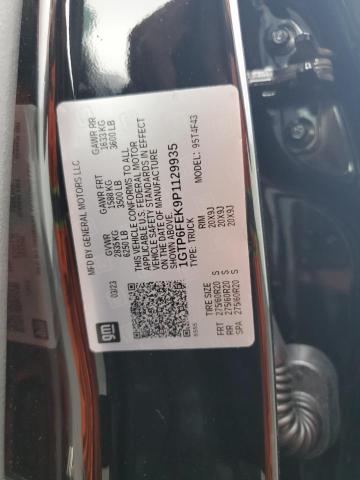 MFD BY GENERAL MOTORS LLC
03/23
GVWR
2835 KG
6250 LB
GAWR FRT
1588 KG
3500 LB
GAWR RR
1633 KG
3600 LB
THIS VEHICLE CONFORMS TO ALL
APPLICABLE U.S. FEDERAL MOTOR
VEHICLE SAFETY STANDARDS IN EFFECT
ON THE DATE OF MANUFACTURE
SHOWN ABOVE.
1GTP6FEK9P1129935
TYPE: TRUCK
MODEL: 95T4F43
gm
TIRE SIZE RIM
FRT 275/60R20 S 20X9J
RR 275/60R20 S 20X9J
SPA 275/60R20 S 20X9J